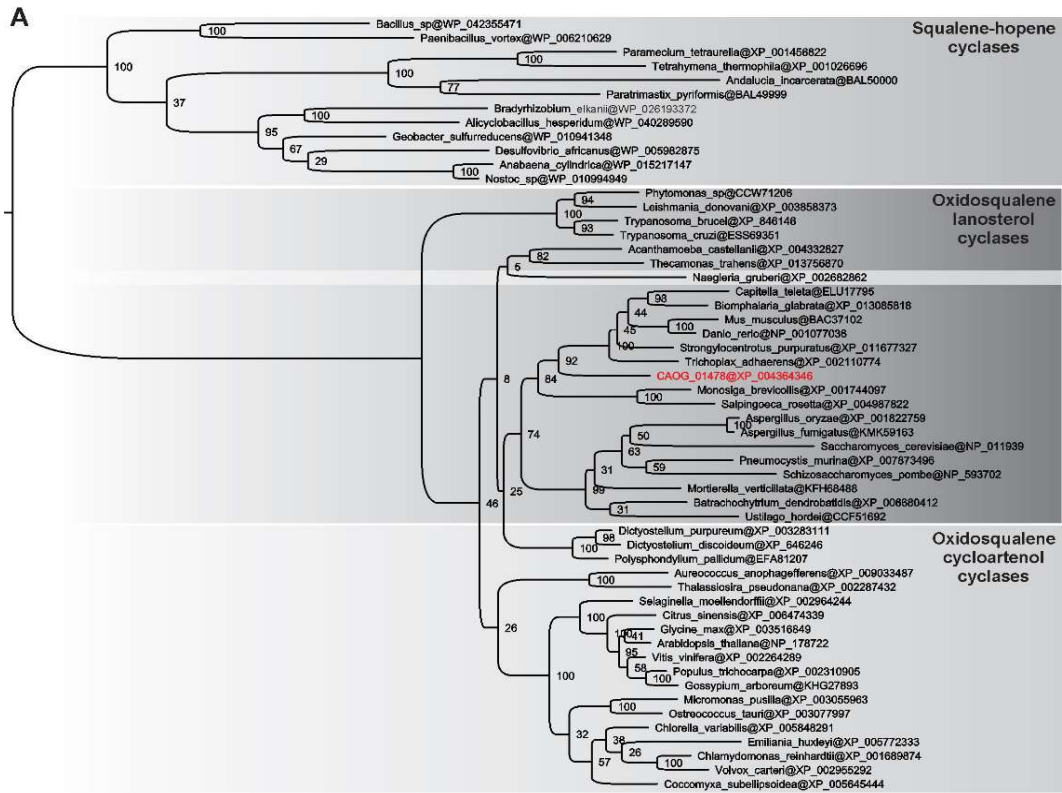 A
Squalene-hopene
cyclases
Bacillus_sp@WP_042355471
100
Paenibacillus_vortex@WP_006210629
Paramecium_tetraurelia@XP_001456822
100
Tetrahymena_thermophila@XP_001026696
100
100
Andalucia_incarcerata@BAL50000
77
Paratrimastix_pyriformis@BAL49999
37
Bradyrhizobium_elkanii@WP_026193372
100
Alicyclobacillus_hesperidum@WP_040289590
95
Geobacter_sulfurreducens@WP_010941348
67
Desulfovibrio_africanus@WP_005982875
29
Anabaena_cylindrica@WP_015217147
100
Nostoc_sp@WP_010994949
Oxidosqualene
lanosterol
cyclases
Phytomonas_sp@CCW71206
94
Leishmania_donovani@XP_003858373
100
Trypanosoma_brucei@XP_846146
93
Trypanosoma_cruzi@ESS69351
Acanthamoeba_castellanii@XP_004332827
82
Thecamonas_trahens@XP_013756870
5
Naegleria_gruberi@XP_002682862
Capitella_teleta@ELU17795
98
Biomphalaria_glabrata@XP_013085818
44
Mus_musculus@BAC37102
100
45
Danio_rerio@NP_001077036
100
Strongylocentrotus_purpuratus@XP_011677327
92
Trichoplax_adhaerens@XP_002110774
8
84
CAOG_01478@XP_004364346
Monosiga_brevicollis@XP_001744097
100
Salpingoeca_rosetta@XP_004987822
Aspergillus_oryzae@XP_001822759
100
74
50
Aspergillus_fumigatus@KMK59163
Saccharomyces_cerevisiae@NP_011939
63
Pneumocystis_murina@XP_007873496
31
59
Schizosaccharomyces_pombe@NP_593702
25
99
Mortierella_verticillata@KFH68488
46
Batrachochytrium_dendrobatidis@XP_006680412
31
Ustilago_hordei@CCF51692
Oxidosqualene
cycloartenol
cyclases
Dictyostelium_purpureum@XP_003283111
98
Dictyostelium_discoideum@XP_646246
100
Polysphondylium_pallidum@EFA81207
Aureococcus_anophagefferens@XP_009033487
100
Thalassiosira_pseudonana@XP_002287432
Selaginella_moellendorffii@XP_002964244
100
Citrus_sinensis@XP_006474339
26
Glycine_max@XP_003516849
100
41
Arabidopsis_thaliana@NP_178722
95
Vitis_vinifera@XP_002264289
58
Populus_trichocarpa@XP_002310905
100
100
Gossypium_arboreum@KHG27893
Micromonas_pusilla@XP_003055963
100
Ostreococcus_tauri@XP_003077997
Chlorella_variabilis@XP_005848291
32
38
Emiliania_huxleyi@XP_005772333
26
Chlamydomonas_reinhardtii@XP_001689874
57
100
Volvox_carteri@XP_002955292
Coccomyxa_subellipsoidea@XP_005645444